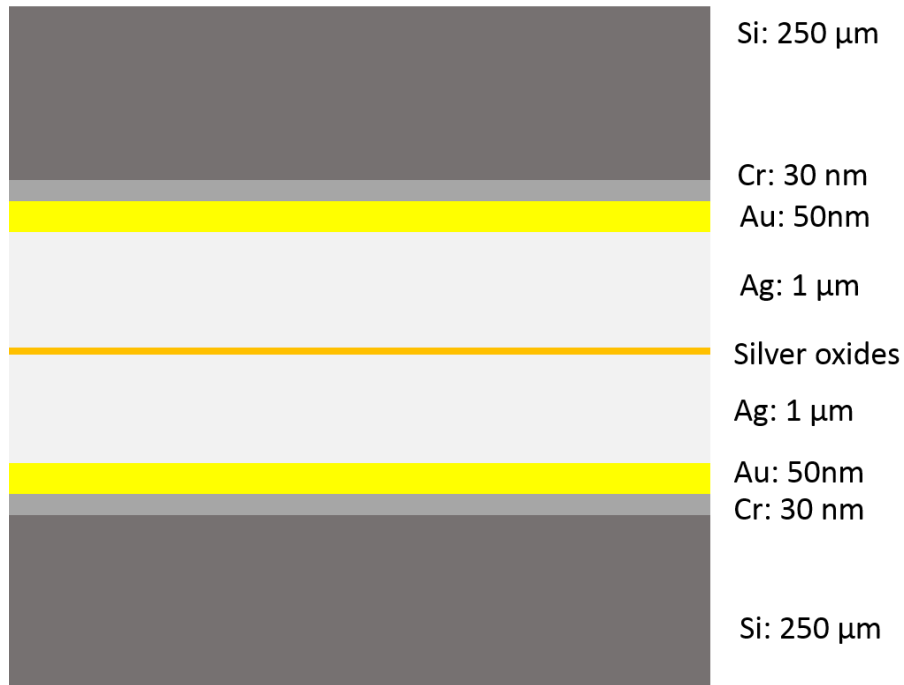 Si: 250 µm
Cr: 30 nm
Au: 50nm
Ag: 1 µm
Silver oxides
Ag: 1 µm
Au: 50nm
Cr: 30 nm
Si: 250 µm